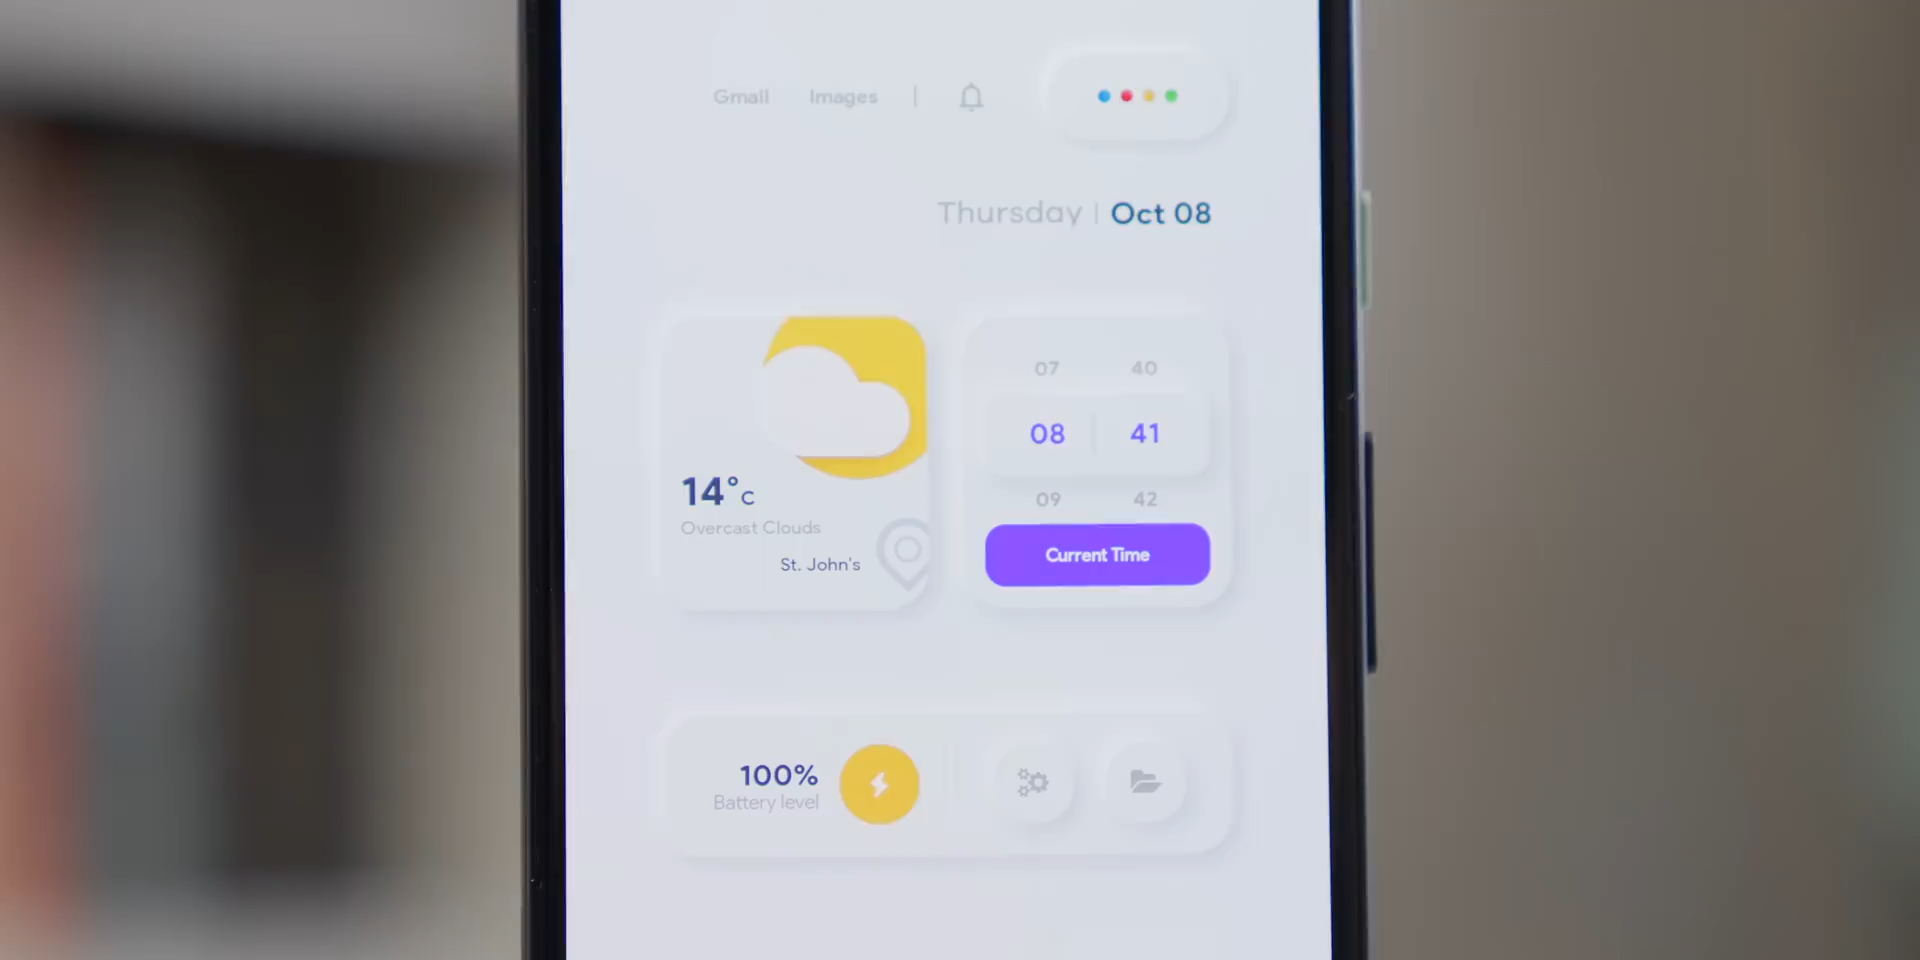 Gmail Images |
Thursday | Oct 08
07 40
08 41
09 42
Current Time
14°c
Overcast Clouds
St. John's
100%
Battery level